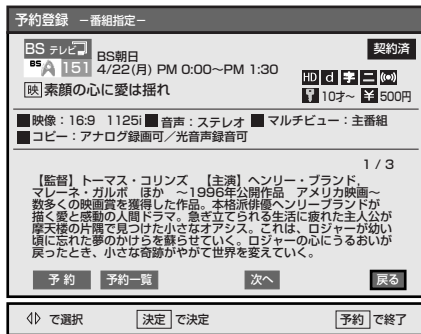 予約登録 －番組指定－
BS テレビ BS朝日 契約済
BSA 151 4/22(月) PM 0:00～PM 1:30 HD d 字 二 ((●))
映 素顔の心に愛は揺れ 10才～ ¥ 500円
■映像：16:9 1125i ■音声：ステレオ ■マルチビュー：主番組
■コピー：アナログ録画可／光音声録音可
1 / 3
【監督】トーマス・コリンズ 【主演】ヘンリー・ブランド，
マレーネ・ガルボ ほか ～1996年公開作品 アメリカ映画～
数多くの映画賞を獲得した作品。本格派俳優ヘンリーブランドが
描く愛と感動の人間ドラマ。急ぎ立てられる生活に疲れた主人公が
摩天楼の片隅で見つけた小さなオアシス。これは、ロジャーが幼い
頃に忘れた夢のかけらを蘇らせていく。ロジャーの心にうるおいが
戻ったとき、小さな奇跡がやがて世界を変えていく。
予 約 予約一覧 次へ 戻る
で選択 決定 で決定 予約 で終了